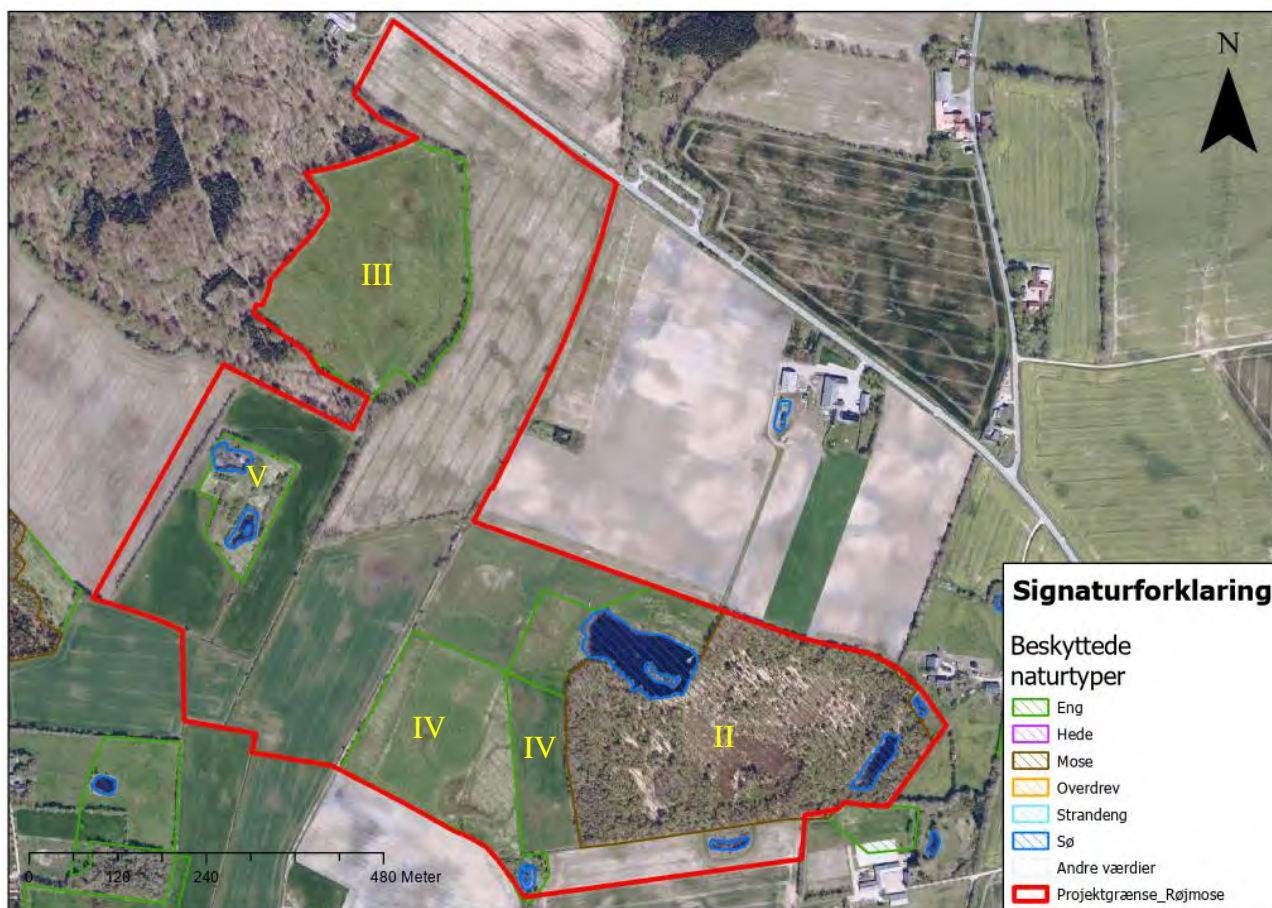 N
III
V
IV
IV
II
Signaturforklaring
Beskyttede
naturtyper
Eng
Hede
Mose
Overdrev
Strandeng
Sø
Andre værdier
Projektgrænse_Røjmose
0 120 240 480 Meter